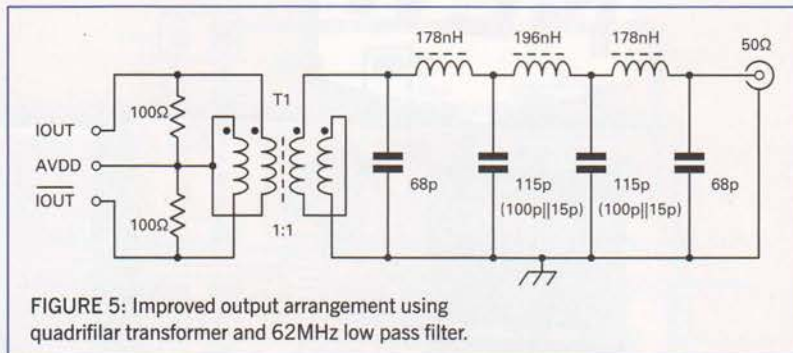 178nH 196nH 178nH
50Ω
100Ω
T1
IOUT
AVDD
I̅O̅U̅T̅
100Ω
1:1
68p
115p
(100p||15p)
115p
(100p||15p)
68p
FIGURE 5: Improved output arrangement using
quadrifilar transformer and 62MHz low pass filter.